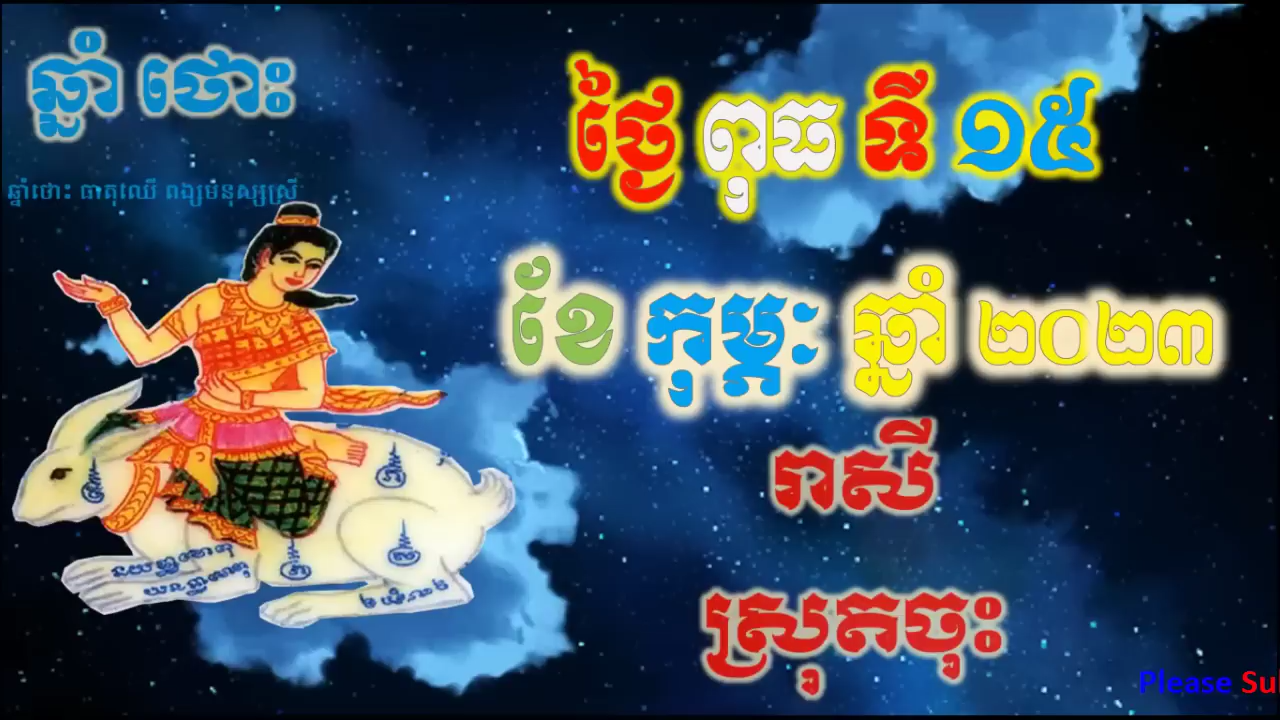 ឆ្នាំ ថោះ
ឆ្នាំថោះ ធាតុឈើ ពង្សមនុស្សស្រី
ថ្ងៃ ពុធ ទី ១៥
ខែ កុម្ភៈ ឆ្នាំ ២០២៣
រាសី
ស្រុតចុះ
Please Su